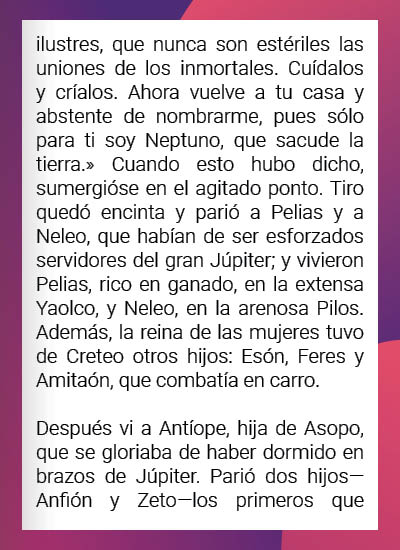 ilustres, que nunca son estériles las
uniones de los inmortales. Cuídalos
y críalos. Ahora vuelve a tu casa y
abstente de nombrarme, pues sólo
para ti soy Neptuno, que sacude la
tierra.» Cuando esto hubo dicho,
sumergióse en el agitado ponto. Tiro
quedó encinta y parió a Pelias y a
Neleo, que habían de ser esforzados
servidores del gran Júpiter; y vivieron
Pelias, rico en ganado, en la extensa
Yaolco, y Neleo, en la arenosa Pilos.
Además, la reina de las mujeres tuvo
de Creteo otros hijos: Esón, Feres y
Amitaón, que combatía en carro.
Después vi a Antíope, hija de Asopo,
que se gloriaba de haber dormido en
brazos de Júpiter. Parió dos hijos—
Anfión y Zeto—los primeros que